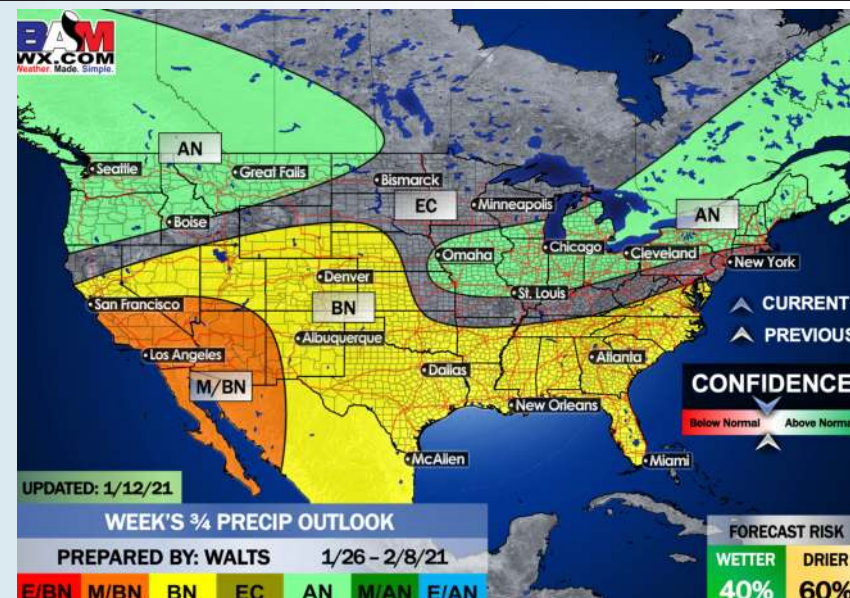 BAM
WX.COM
Weather. Made. Simple.
AN
Seattle
Great Falls
Bismarck
EC
Minneapolis
AN
Boise
Omaha
Chicago
Cleveland
New York
Denver
St. Louis
San Francisco
BN
CURRENT
Albuquerque
PREVIOUS
Los Angeles
Atlanta
Dallas
M/BN
CONFIDENCE
New Orleans
Below Normal
Above Norma
McAllen
Miami
UPDATED: 1/12/21
WEEK'S ¾ PRECIP OUTLOOK
FORECAST RISK
PREPARED BY: WALTS 1/26 – 2/8/21
WETTER DRIER
E/BN M/BN BN EC AN M/AN E/AN
40% 60%